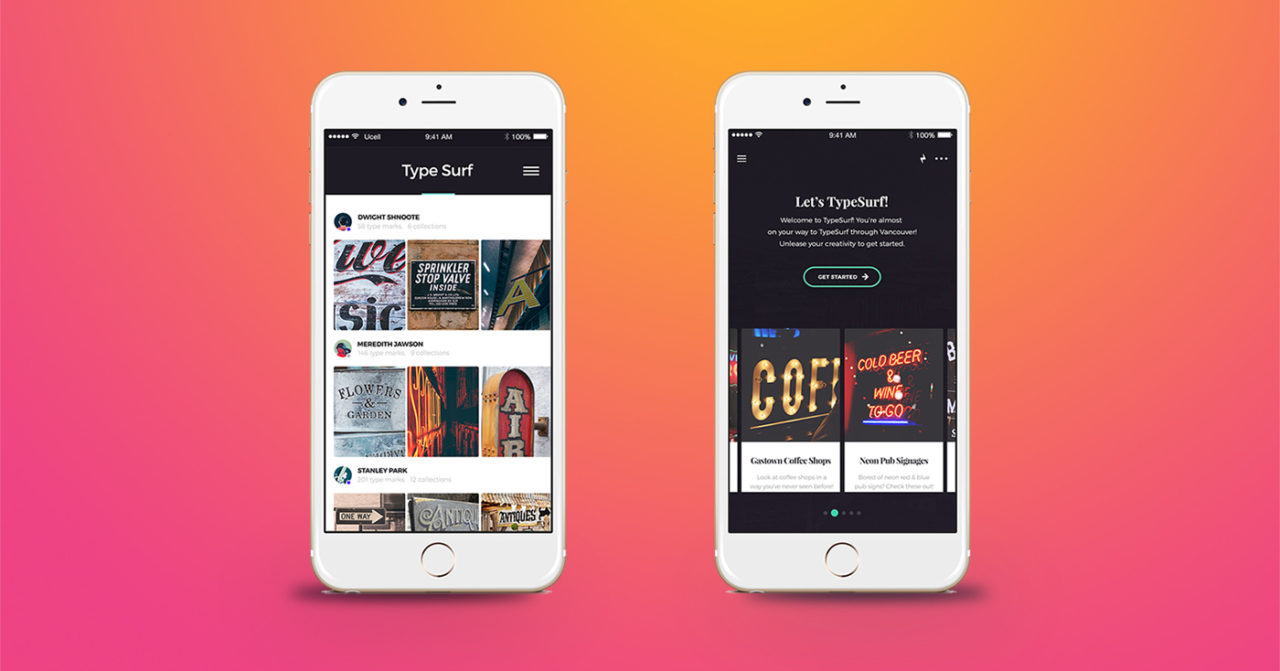 Ucell 9:41 AM 100%
Type Surf
DWIGHT SHNOOTE
58 type marks. 6 collections
we
sic
SPRINKLER
STOP VALVE
INSIDE
A
MEREDITH JAWSON
146 type marks. 9 collections
FLOWERS
&
GARDEN
AIR
STANLEY PARK
201 type marks 12 collections
ONE WAY
ANTIQU
ANTIQUES
9:41 AM 100%
Let's TypeSurf!
Welcome to TypeSurf! You're almost
on your way to TypeSurf through Vancouver!
Unlease your creativity to get started.
GET STARTED
COFF
COLD BEER
&
WINE
TO GO
Gastown Coffee Shops
Look at coffee shops in a
way you've never seen before!
Neon Pub Signages
Bored of neon red & blue
pub signs? Check these out!